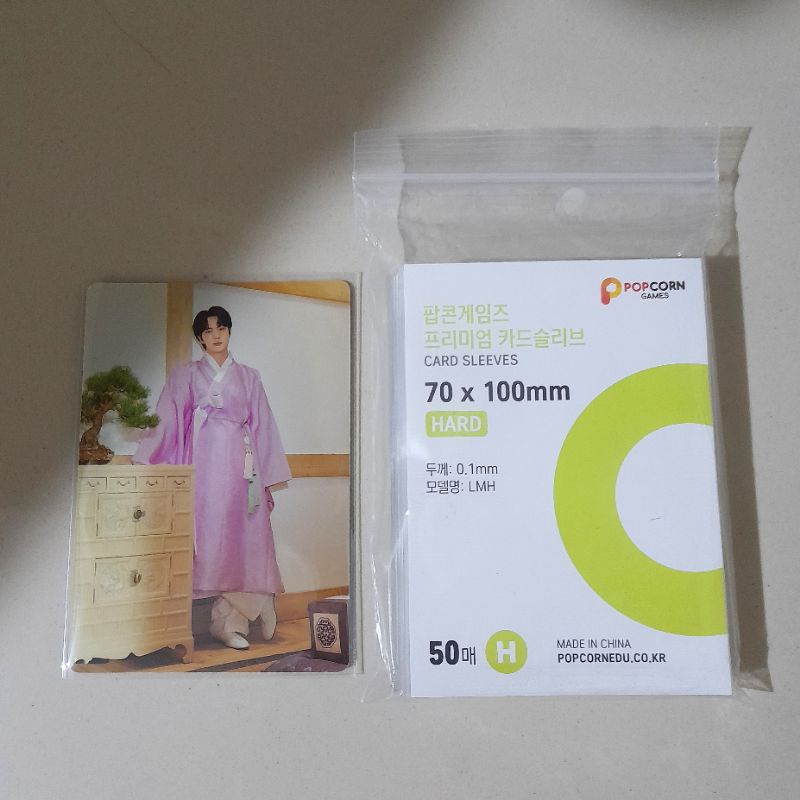 POPCORN
GAMES
팝콘게임즈
프리미엄 카드슬리브
CARD SLEEVES
70 x 100mm
HARD
두께: 0.1mm
모델명: LMH
50매 H
MADE IN CHINA
POPCORNEDU.CO.KR